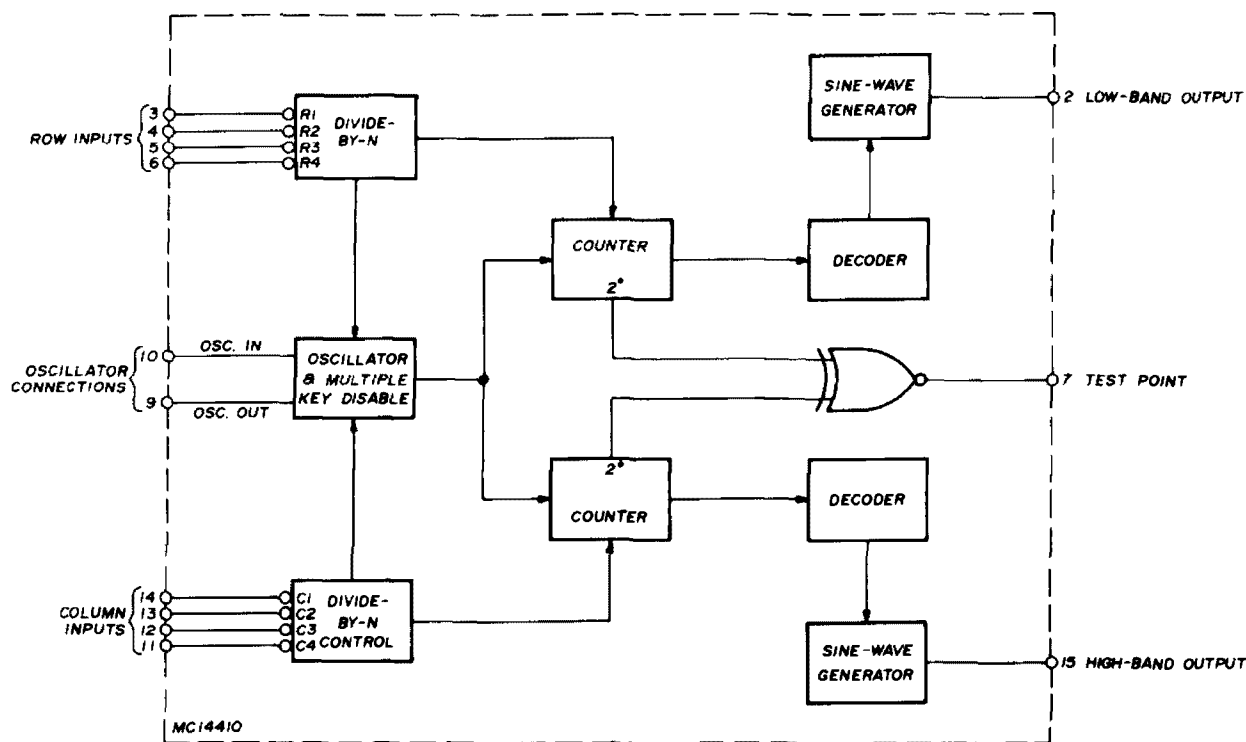 SINE-WAVE
GENERATOR
2 LOW-BAND OUTPUT
ROW INPUTS
3
4
5
6
R1
R2
R3
R4
DIVIDE-
BY-N
COUNTER
2°
DECODER
OSCILLATOR
CONNECTIONS
10
9
OSC. IN
OSC. OUT
OSCILLATOR
& MULTIPLE
KEY DISABLE
7 TEST POINT
2°
COUNTER
DECODER
COLUMN
INPUTS
14
13
12
11
C1
C2
C3
C4
DIVIDE-
BY-N
CONTROL
SINE-WAVE
GENERATOR
15 HIGH-BAND OUTPUT
MC14410